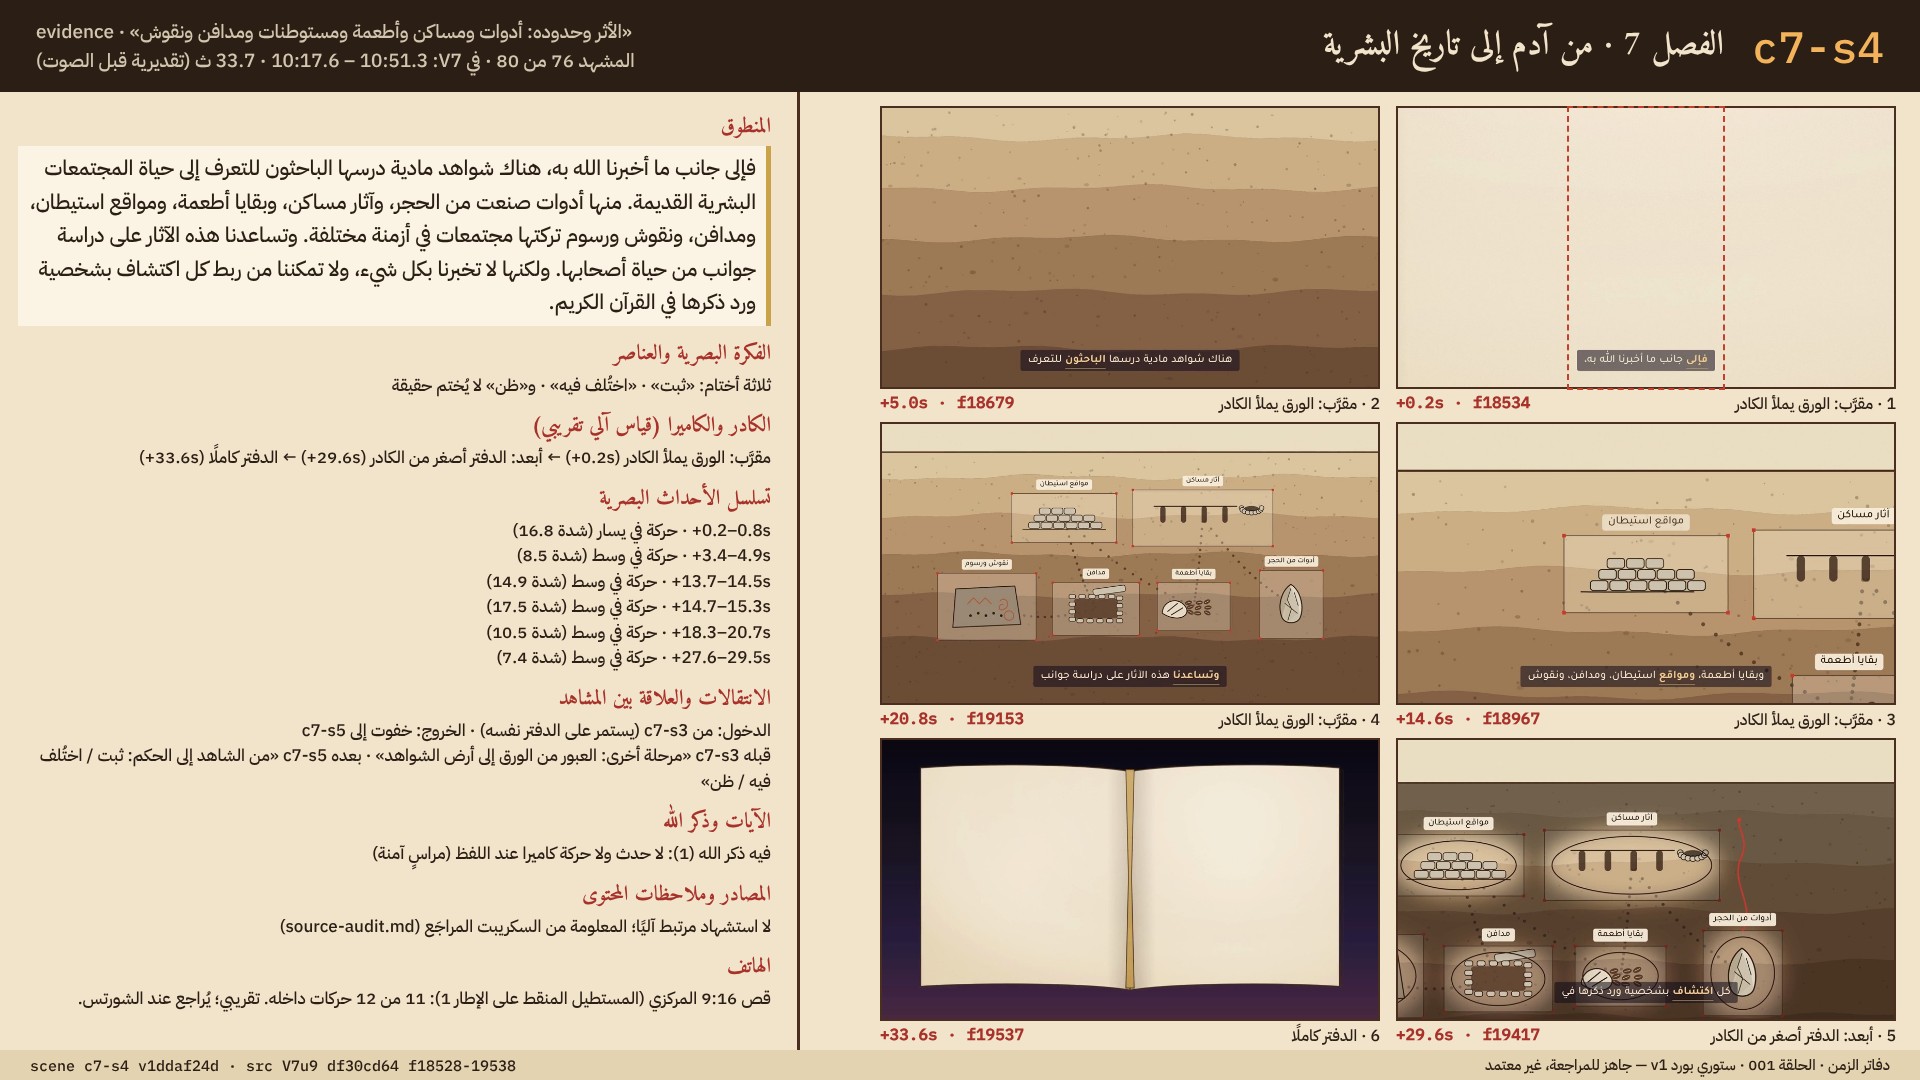 c7-s4
الفصل 7 · من آدم إلى تاريخ البشرية
«الأثر وحدوده: أدوات ومساكن وأطعمة ومستوطنات ومدافن ونقوش» · evidence
المشهد 76 من 80 · في V7: 10:17.6 – 10:51.3 · 33.7 ث (تقديرية قبل الصوت)
فإلى جانب ما أخبرنا الله به،
1 · مقرَّب: الورق يملأ الكادر
+0.2s · f18534
هناك شواهد مادية درسها الباحثون للتعرف
2 · مقرَّب: الورق يملأ الكادر
+5.0s · f18679
آثار مساكن
مواقع استيطان
بقايا أطعمة
وبقايا أطعمة، ومواقع استيطان، ومدافن، ونقوش
3 · مقرَّب: الورق يملأ الكادر
+14.6s · f18967
آثار مساكن
مواقع استيطان
أدوات من الحجر
بقايا أطعمة
مدافن
نقوش ورسوم
وتساعدنا هذه الآثار على دراسة جوانب
4 · مقرَّب: الورق يملأ الكادر
+20.8s · f19153
آثار مساكن
مواقع استيطان
أدوات من الحجر
بقايا أطعمة
مدافن
كل اكتشاف بشخصية ورد ذكرها في
5 · أبعد: الدفتر أصغر من الكادر
+29.6s · f19417
6 · الدفتر كاملًا
+33.6s · f19537
المنطوق
فإلى جانب ما أخبرنا الله به، هناك شواهد مادية درسها الباحثون للتعرف إلى حياة المجتمعات
البشرية القديمة. منها أدوات صنعت من الحجر، وآثار مساكن، وبقايا أطعمة، ومواقع استيطان،
ومدافن، ونقوش ورسوم تركتها مجتمعات في أزمنة مختلفة. وتساعدنا هذه الآثار على دراسة
جوانب من حياة أصحابها. ولكنها لا تخبرنا بكل شيء، ولا تمكننا من ربط كل اكتشاف بشخصية
ورد ذكرها في القرآن الكريم.
الفكرة البصرية والعناصر
ثلاثة أختام: «ثبت» · «اختُلف فيه» · و«ظن» لا يُختم حقيقة
الكادر والكاميرا (قياس آلي تقريبي)
مقرَّب: الورق يملأ الكادر (+0.2s) ← أبعد: الدفتر أصغر من الكادر (+29.6s) ← الدفتر كاملًا (+33.6s)
تسلسل الأحداث البصرية
+0.2–0.8s · حركة في يسار (شدة 16.8)
+3.4–4.9s · حركة في وسط (شدة 8.5)
+13.7–14.5s · حركة في وسط (شدة 14.9)
+14.7–15.3s · حركة في وسط (شدة 17.5)
+18.3–20.7s · حركة في وسط (شدة 10.5)
+27.6–29.5s · حركة في وسط (شدة 7.4)
الانتقالات والعلاقة بين المشاهد
الدخول: من c7-s3 (يستمر على الدفتر نفسه) · الخروج: خفوت إلى c7-s5
قبله c7-s3 «مرحلة أخرى: العبور من الورق إلى أرض الشواهد» · بعده c7-s5 «من الشاهد إلى الحكم: ثبت / اختُلف
فيه / ظن»
الآيات وذكر الله
فيه ذكر الله (1): لا حدث ولا حركة كاميرا عند اللفظ (مراسٍ آمنة)
المصادر وملاحظات المحتوى
لا استشهاد مرتبط آليًا؛ المعلومة من السكريبت المراجَع (source-audit.md)
الهاتف
قص 9:16 المركزي (المستطيل المنقط على الإطار 1): 11 من 12 حركات داخله. تقريبي؛ يُراجع عند الشورتس.
دفاتر الزمن · الحلقة 001 · ستوري بورد v1 — جاهز للمراجعة، غير معتمد
scene c7-s4 v1ddaf24d · src V7u9 df30cd64 f18528-19538